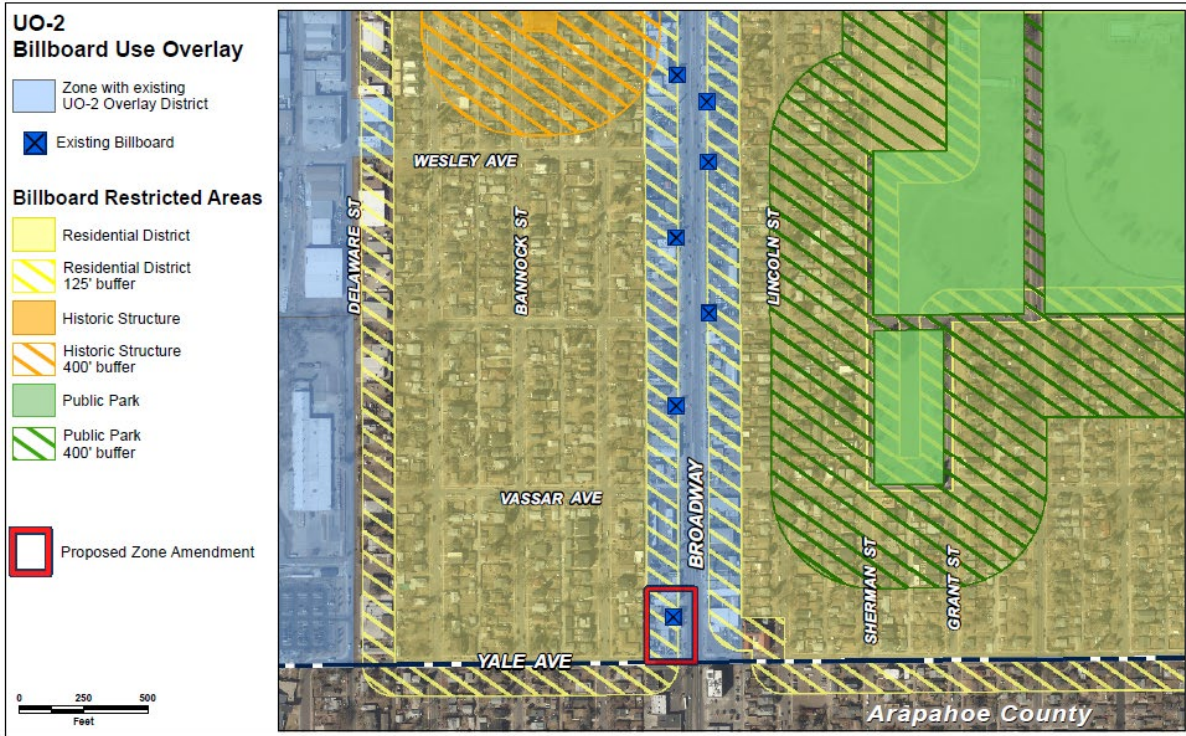 UO-2
Billboard Use Overlay
Zone with existing
UO-2 Overlay District
Existing Billboard
Billboard Restricted Areas
Residential District
Residential District
125' buffer
Historic Structure
Historic Structure
400' buffer
Public Park
Public Park
400' buffer
Proposed Zone Amendment
0 250 500
Feet
WESLEY AVE
DELAWARE ST
BANNOCK ST
LINCOLN ST
VASSAR AVE
BROADWAY
SHERMAN ST
GRANT ST
YALE AVE
Arapahoe County